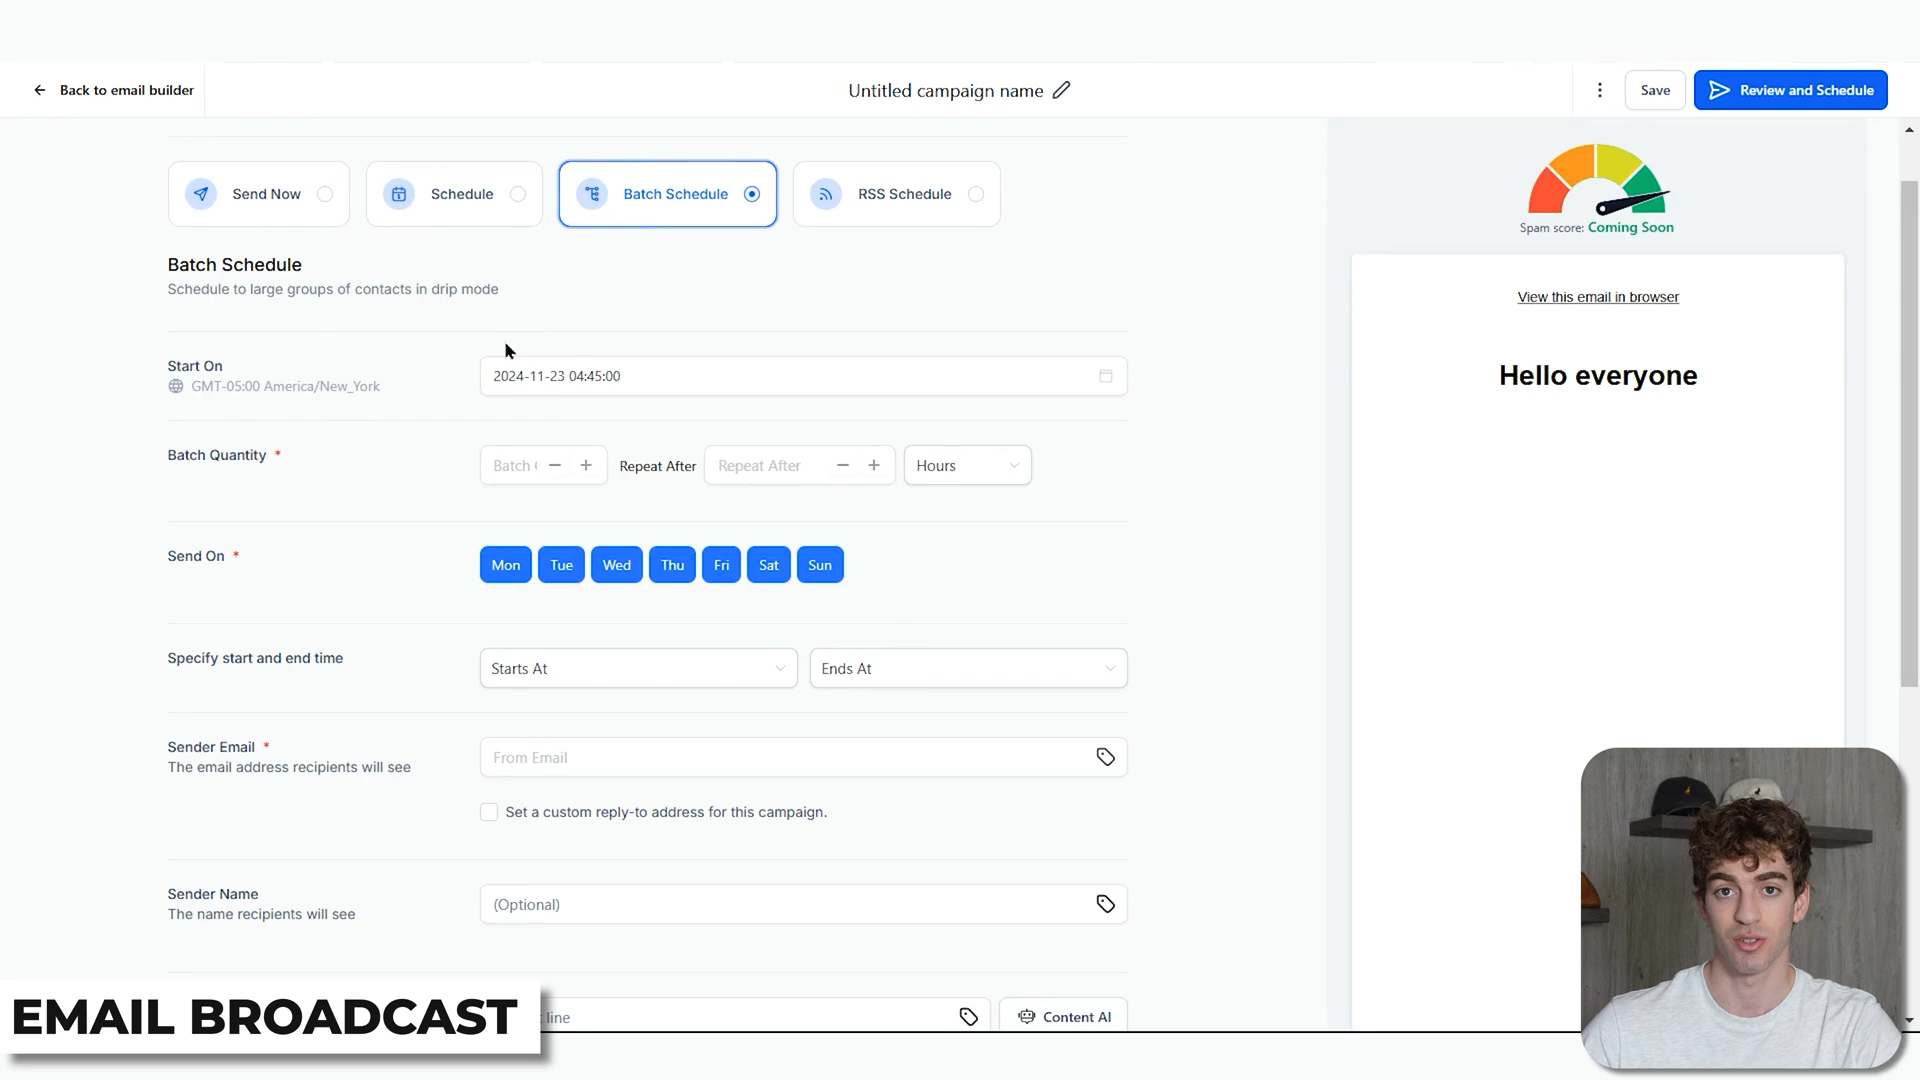 Back to email builder
Untitled campaign name
Save
Review and Schedule
Send Now
Schedule
Batch Schedule
RSS Schedule
Spam score: Coming Soon
Batch Schedule
Schedule to large groups of contacts in drip mode
View this email in browser
Hello everyone
Start On
GMT-05:00 America/New_York
2024-11-23 04:45:00
Batch Quantity *
Batch
Repeat After
Repeat After
Hours
Send On *
Mon Tue Wed Thu Fri Sat Sun
Specify start and end time
Starts At
Ends At
Sender Email *
The email address recipients will see
From Email
Set a custom reply-to address for this campaign.
Sender Name
The name recipients will see
(Optional)
EMAIL BROADCAST
line
Content AI